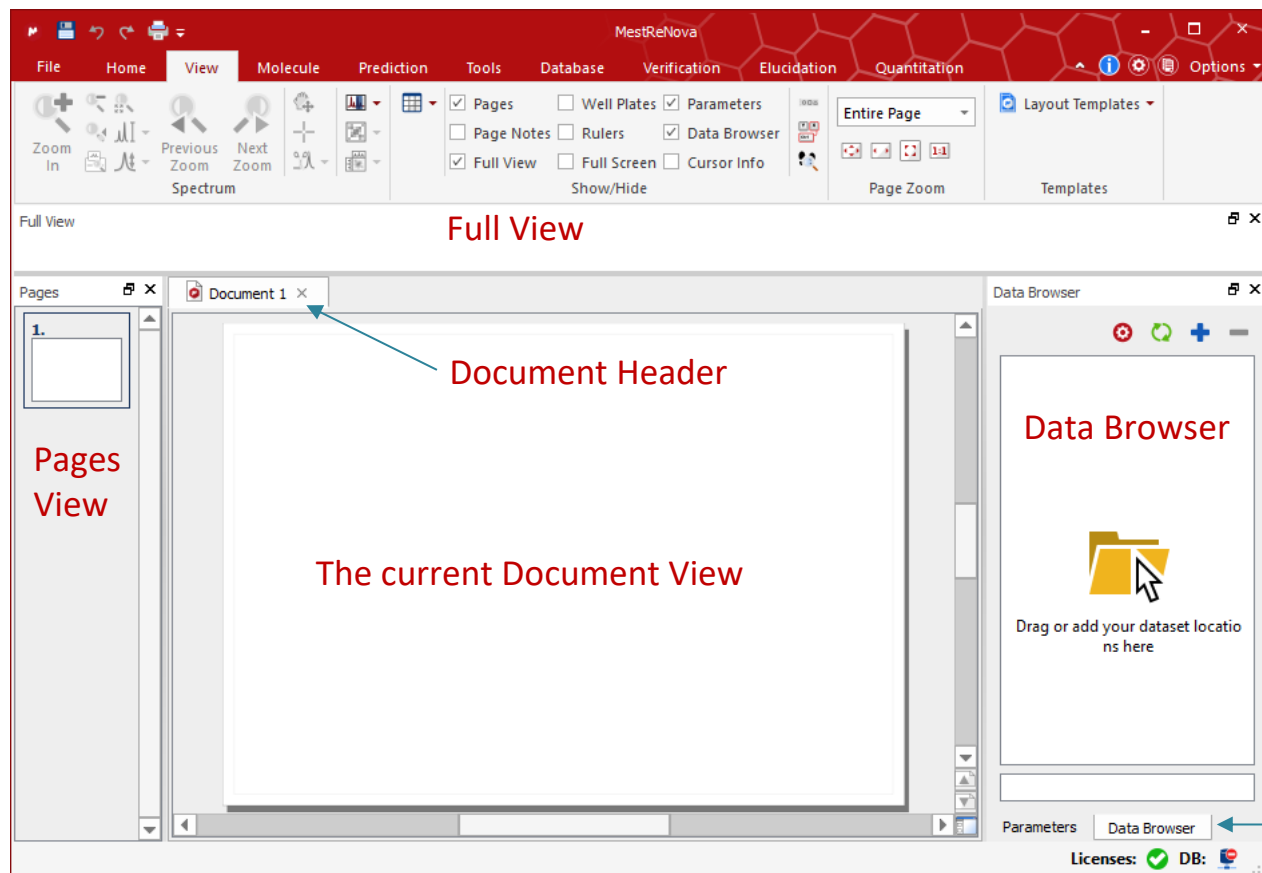 MestReNova
File Home View Molecule Prediction Tools Database Verification Elucidation Quantitation Options
Zoom In
Previous Zoom
Next Zoom
Spectrum
Pages Well Plates Parameters
Page Notes Rulers Data Browser
Full View Full Screen Cursor Info
Show/Hide
Entire Page
1:1
Page Zoom
Layout Templates
Templates
Full View
Full View
Pages
1.
Pages
View
Document 1
Document Header
The current Document View
Data Browser
Data Browser
Drag or add your dataset locatio
ns here
Parameters Data Browser
Licenses: DB: